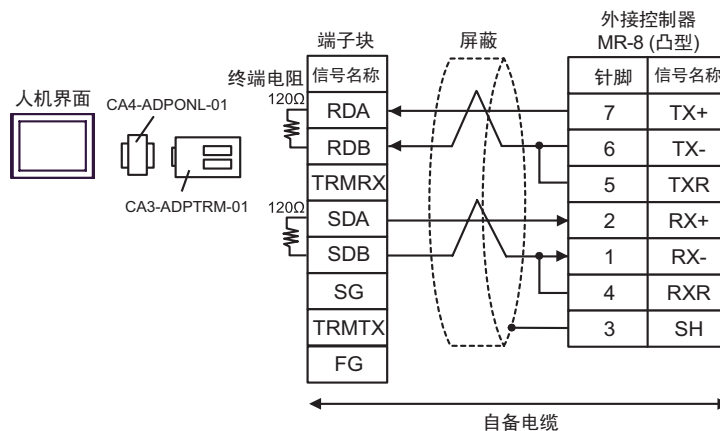 外接控制器
MR-8 (凸型)
端子块
屏蔽
终端电阻
信号名称
针脚
信号名称
人机界面
CA4-ADPONL-01
CA3-ADPTRM-01
120Ω
RDA
7
TX+
RDB
6
TX-
TRMRX
5
TXR
120Ω
SDA
2
RX+
SDB
1
RX-
SG
4
RXR
TRMTX
3
SH
FG
自备电缆